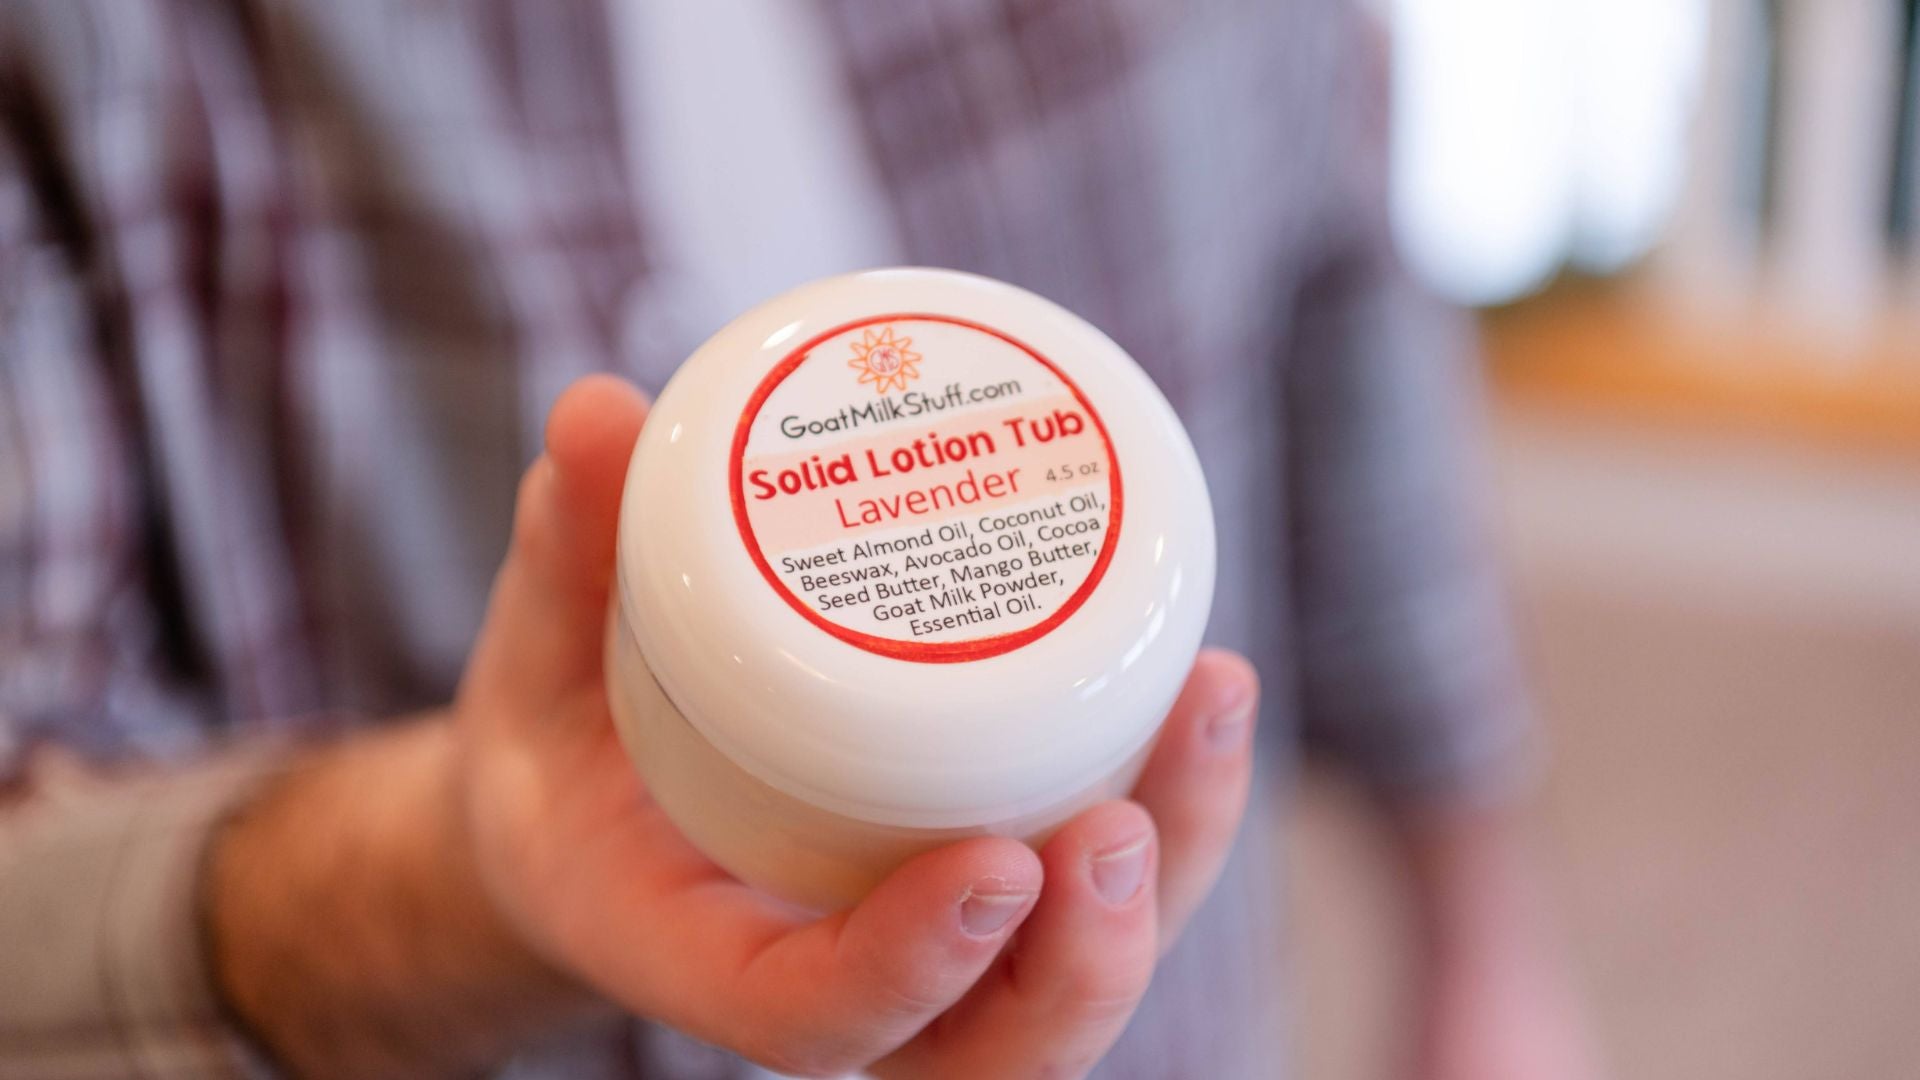 GoatMilkStuff.com
Solid Lotion Tub
Lavender 4.5 oz
Sweet Almond Oil, Coconut Oil,
Beeswax, Avocado Oil, Cocoa
Seed Butter, Mango Butter,
Goat Milk Powder,
Essential Oil.